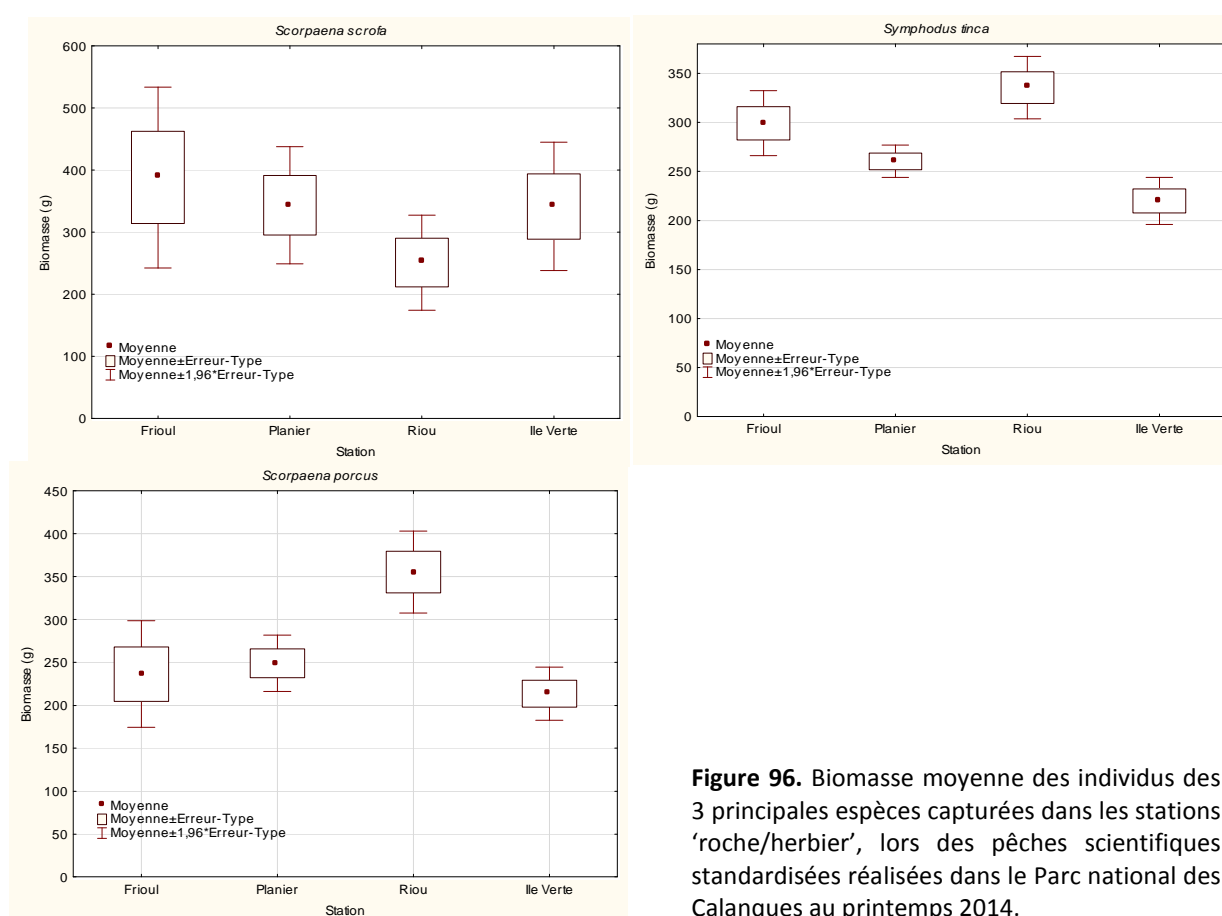 Scorpaena scrofa
600
500
400
300
200
100
0
Biomasse (g)
Moyenne
Moyenne±Erreur-Type
Moyenne±1,96*Erreur-Type
Frioul Planier Riou Ile Verte
Station
Symphodus tinca
350
300
250
200
150
100
50
0
Biomasse (g)
Moyenne
Moyenne±Erreur-Type
Moyenne±1,96*Erreur-Type
Frioul Planier Riou Ile Verte
Station
Scorpaena porcus
450
400
350
300
250
200
150
100
50
0
Biomasse (g)
Moyenne
Moyenne±Erreur-Type
Moyenne±1,96*Erreur-Type
Frioul Planier Riou Ile Verte
Station
Figure 96. Biomasse moyenne des individus des
3 principales espèces capturées dans les stations
‘roche/herbier’, lors des pêches scientifiques
standardisées réalisées dans le Parc national des
Calanques au printemps 2014.